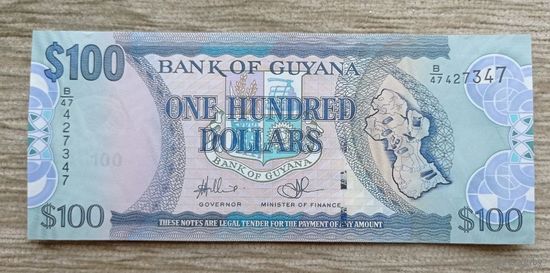 $100
BANK OF GUYANA
B/47 427347
B/47 427347
ONE HUNDRED
DOLLARS
100
BANK OF GUYANA
GOVERNOR
MINISTER OF FINANCE
$100
THESE NOTES ARE LEGAL TENDER FOR THE PAYMENT OF ANY AMOUNT
$100